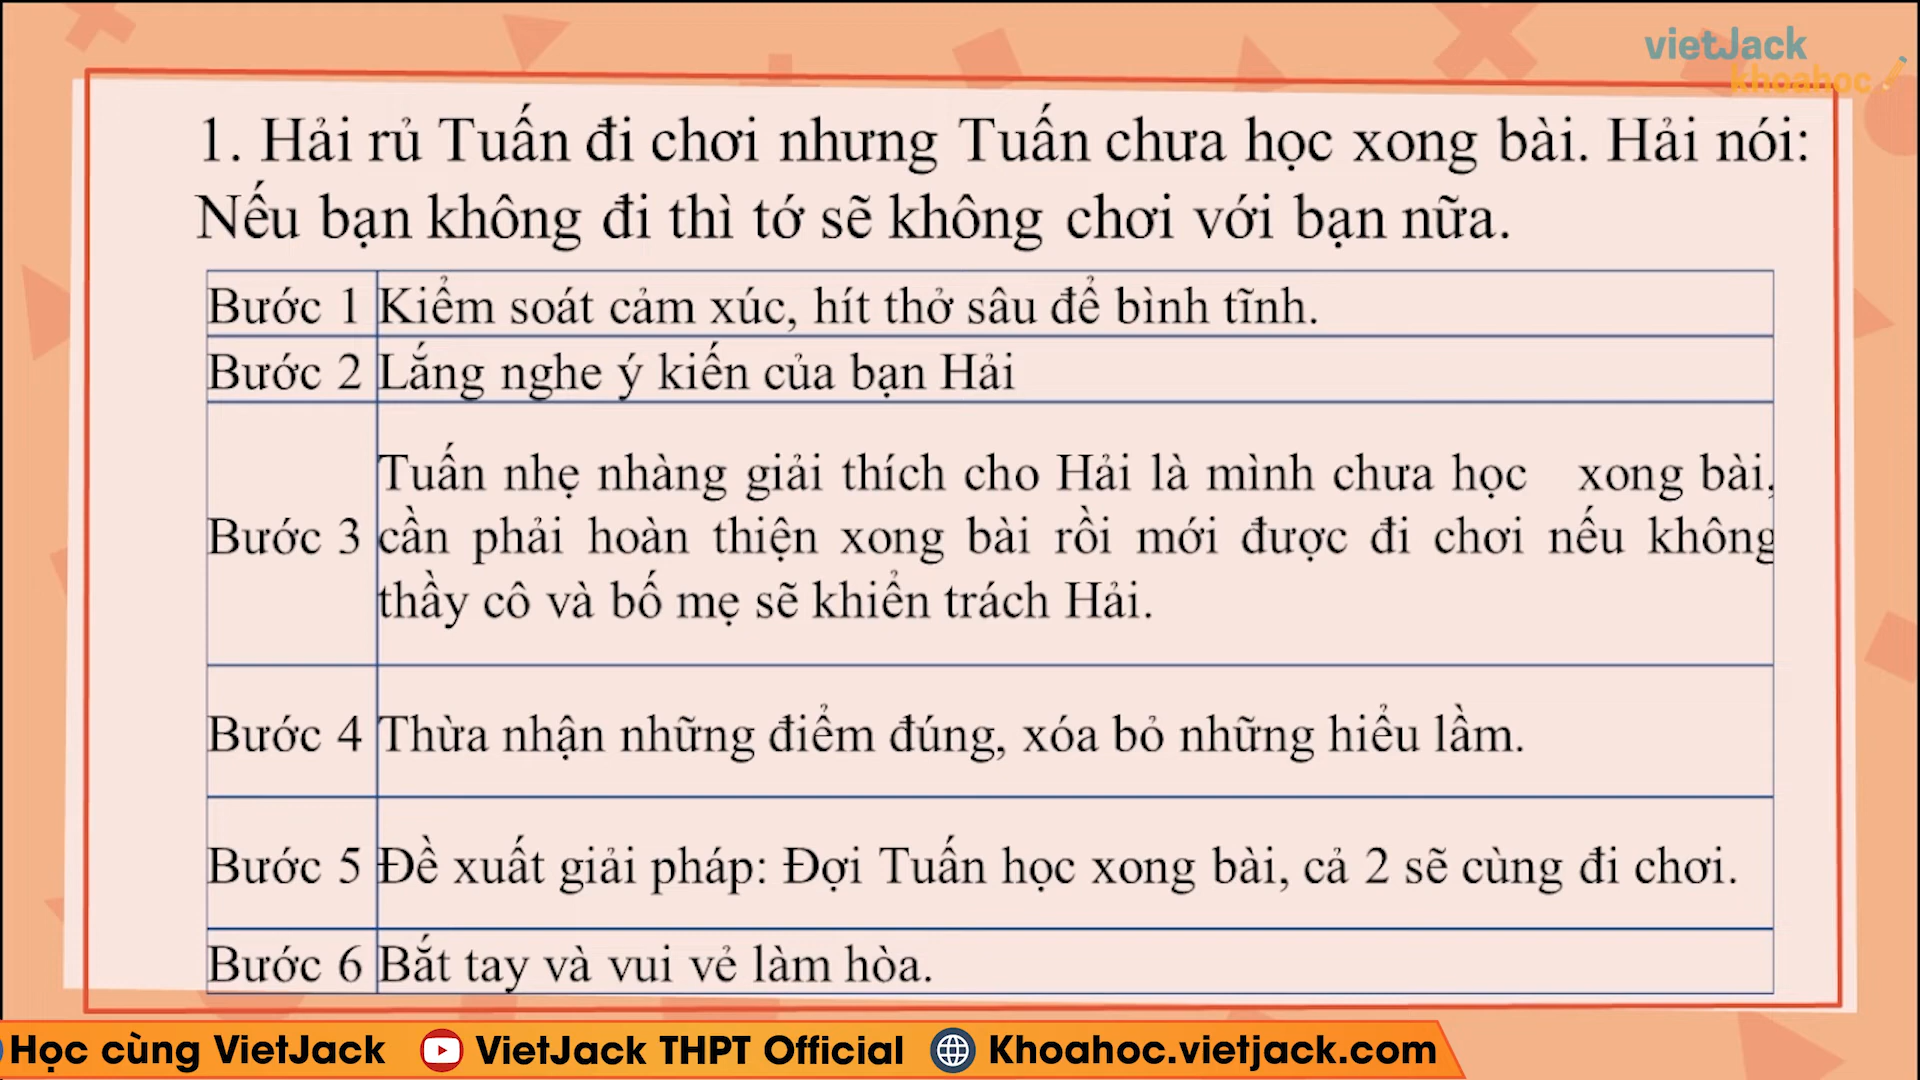 vietJack
khoahoc
1. Hải rủ Tuấn đi chơi nhưng Tuấn chưa học xong bài. Hải nói:
Nếu bạn không đi thì tớ sẽ không chơi với bạn nữa.
Bước 1 Kiểm soát cảm xúc, hít thở sâu để bình tĩnh.
Bước 2 Lắng nghe ý kiến của bạn Hải
Tuấn nhẹ nhàng giải thích cho Hải là mình chưa học xong bài,
Bước 3 cần phải hoàn thiện xong bài rồi mới được đi chơi nếu không
thầy cô và bố mẹ sẽ khiển trách Hải.
Bước 4 Thừa nhận những điểm đúng, xóa bỏ những hiểu lầm.
Bước 5 Đề xuất giải pháp: Đợi Tuấn học xong bài, cả 2 sẽ cùng đi chơi.
Bước 6 Bắt tay và vui vẻ làm hòa.
Học cùng VietJack VietJack THPT Official Khoahoc.vietjack.com